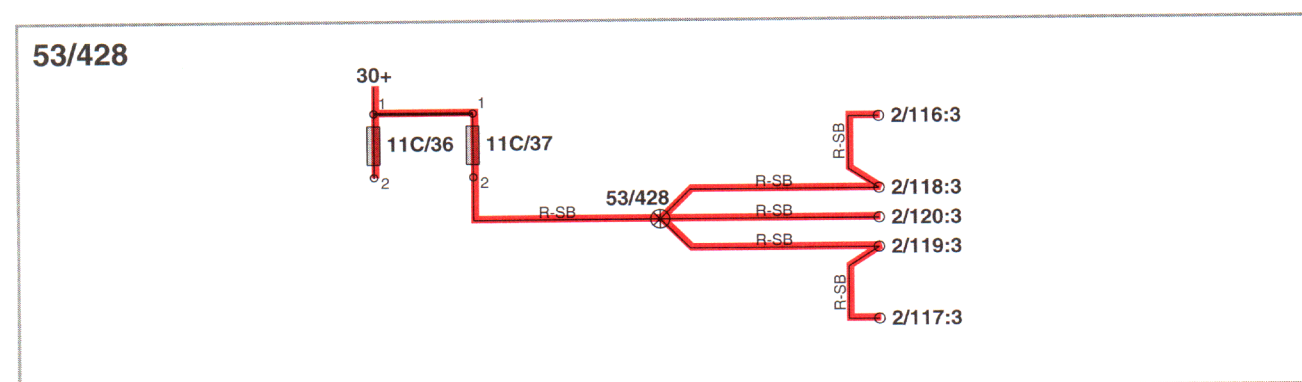 53/428
30+
1
1
11C/36
11C/37
2
2
R-SB
53/428
R-SB
R-SB
R-SB
R-SB
R-SB
2/116:3
2/118:3
2/120:3
2/119:3
2/117:3